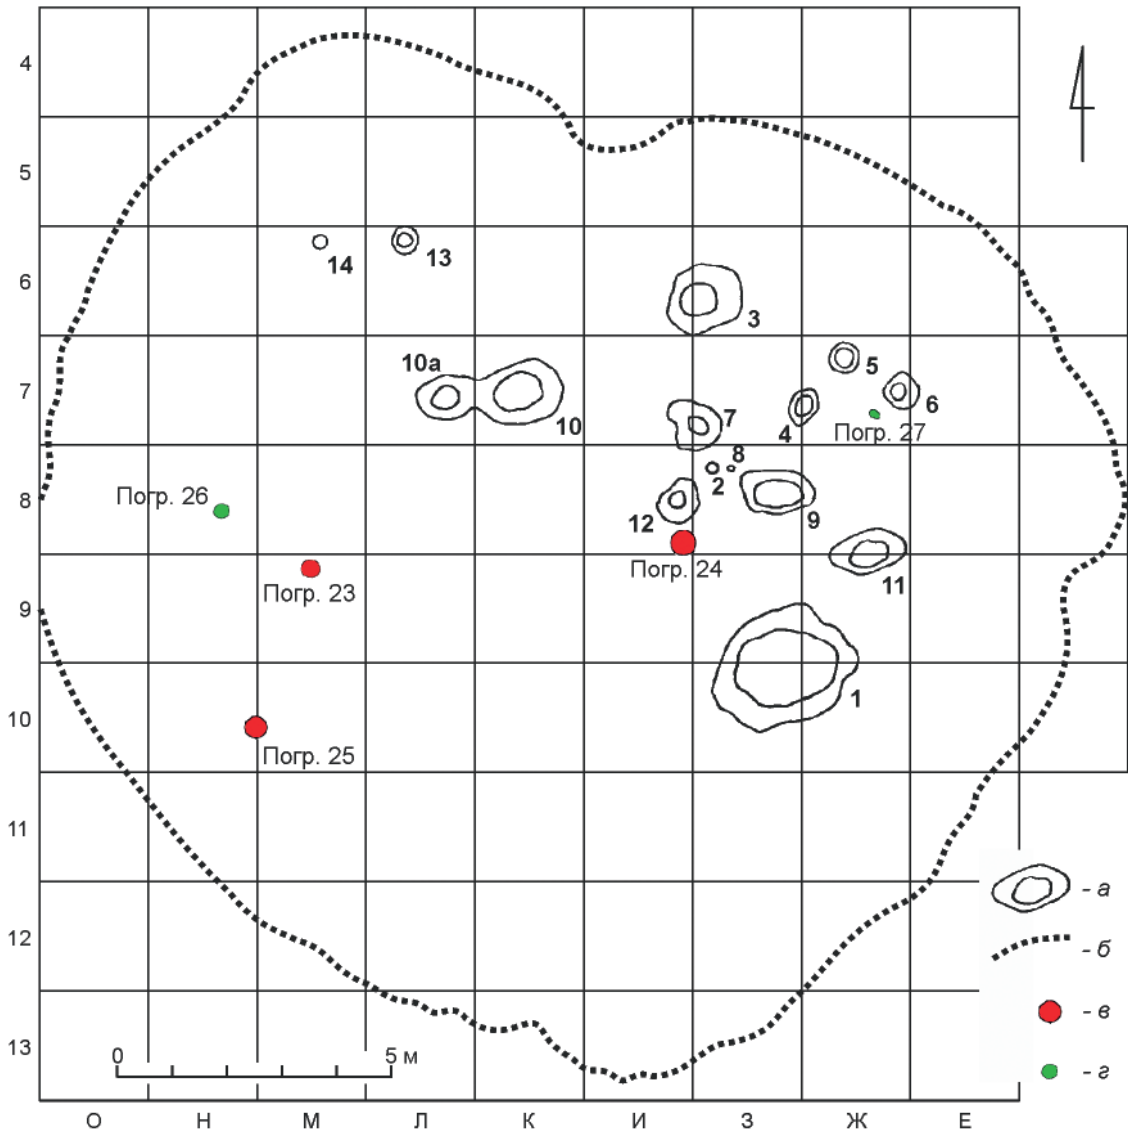 4
5
14
13
6
3
10а
5
7
7
6
10
4
Погр. 27
8
2
Погр. 26
8
12
9
Погр. 24
Погр. 23
11
9
1
10
Погр. 25
11
- а
12
- б
- в
13
0 5 м
- г
О Н М Л К И З Ж Е